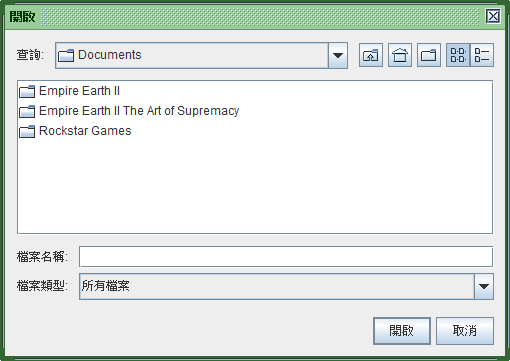 開啟
查詢: Documents
Empire Earth II
Empire Earth II The Art of Supremacy
Rockstar Games
檔案名稱:
檔案類型: 所有檔案
開啟 取消